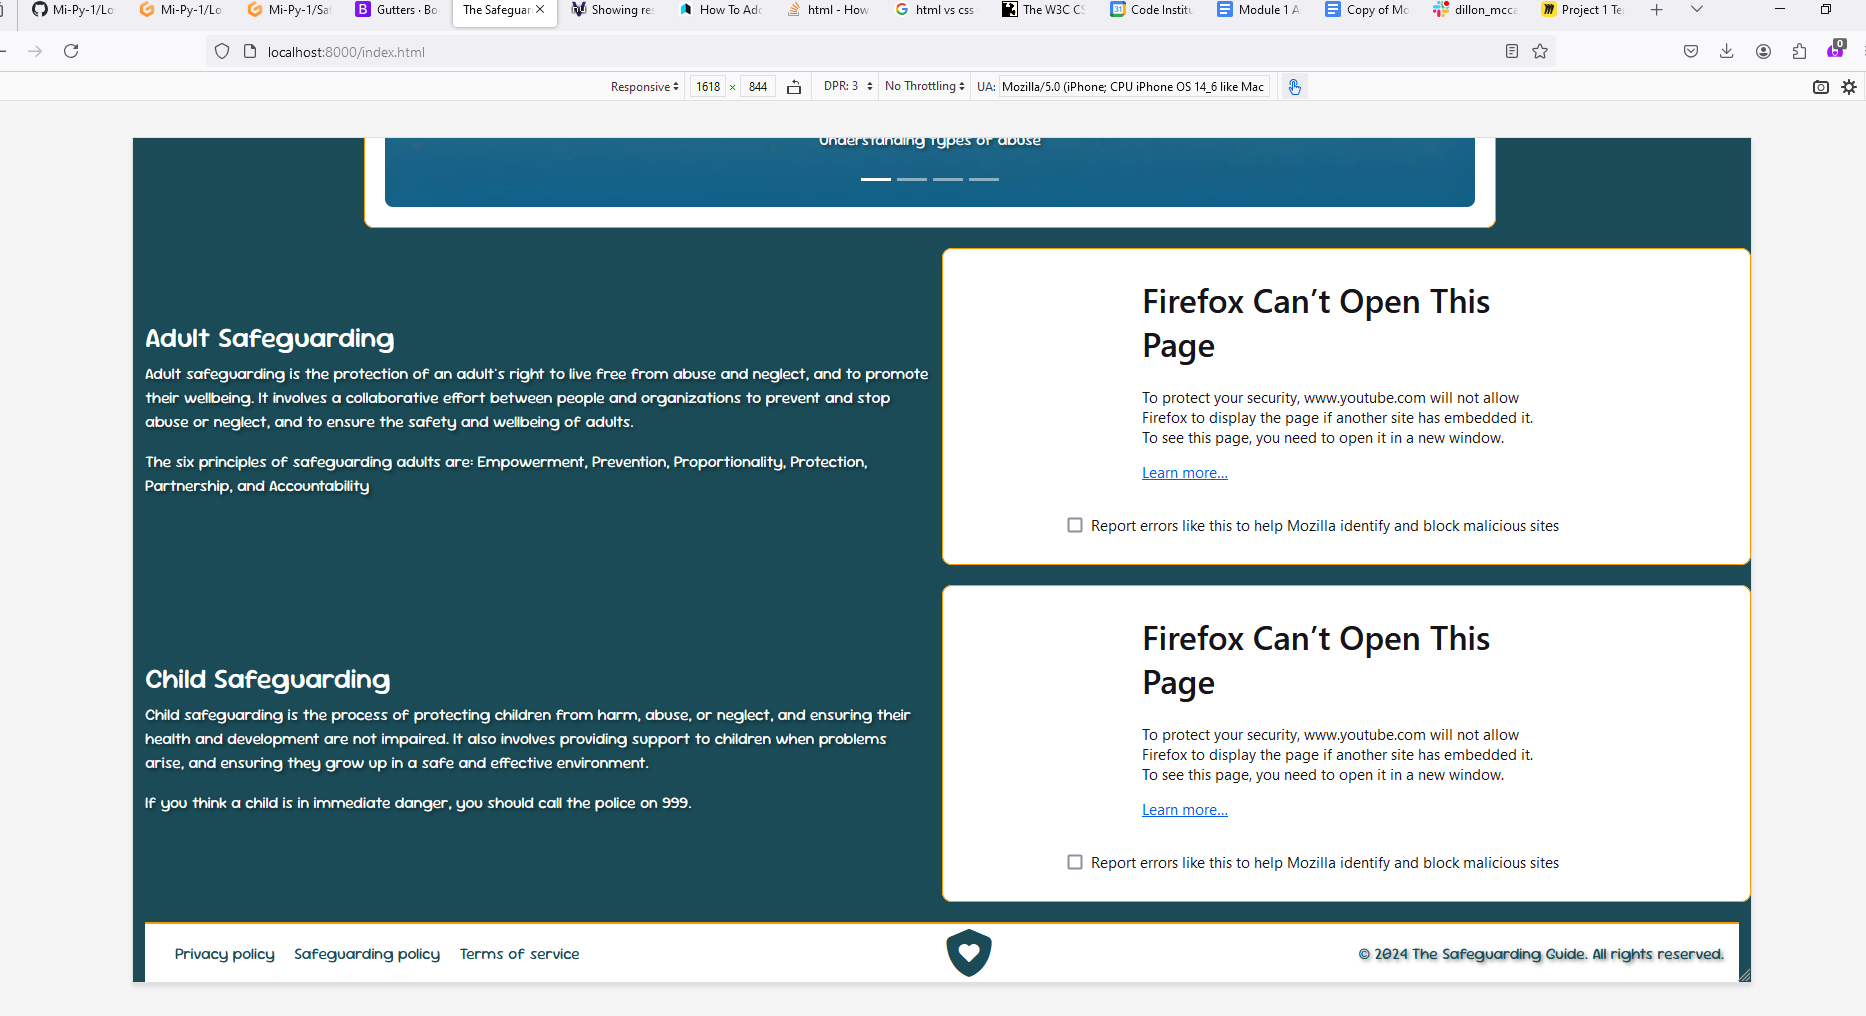 Mi-Py-1/Lo
Mi-Py-1/Lo
Mi-Py-1/Sa
Gutters · Bo
The Safeguar
Showing re
How To Ad
html - How
html vs css
The W3C CS
Code Institu
Module 1 A
Copy of Mo
dillon_mcca
Project 1 Te
localhost:8000/index.html
0
Responsive
1618 × 844
DPR: 3
No Throttling
UA: Mozilla/5.0 (iPhone; CPU iPhone OS 14_6 like Mac
Understanding types of abuse
Adult Safeguarding
Adult safeguarding is the protection of an adult's right to live free from abuse and neglect, and to promote
their wellbeing. It involves a collaborative effort between people and organizations to prevent and stop
abuse or neglect, and to ensure the safety and wellbeing of adults.
The six principles of safeguarding adults are: Empowerment, Prevention, Proportionality, Protection,
Partnership, and Accountability
Firefox Can’t Open This
Page
To protect your security, www.youtube.com will not allow
Firefox to display the page if another site has embedded it.
To see this page, you need to open it in a new window.
Learn more…
Report errors like this to help Mozilla identify and block malicious sites
Child Safeguarding
Child safeguarding is the process of protecting children from harm, abuse, or neglect, and ensuring their
health and development are not impaired. It also involves providing support to children when problems
arise, and ensuring they grow up in a safe and effective environment.
If you think a child is in immediate danger, you should call the police on 999.
Firefox Can’t Open This
Page
To protect your security, www.youtube.com will not allow
Firefox to display the page if another site has embedded it.
To see this page, you need to open it in a new window.
Learn more…
Report errors like this to help Mozilla identify and block malicious sites
Privacy policy
Safeguarding policy
Terms of service
© 2024 The Safeguarding Guide. All rights reserved.